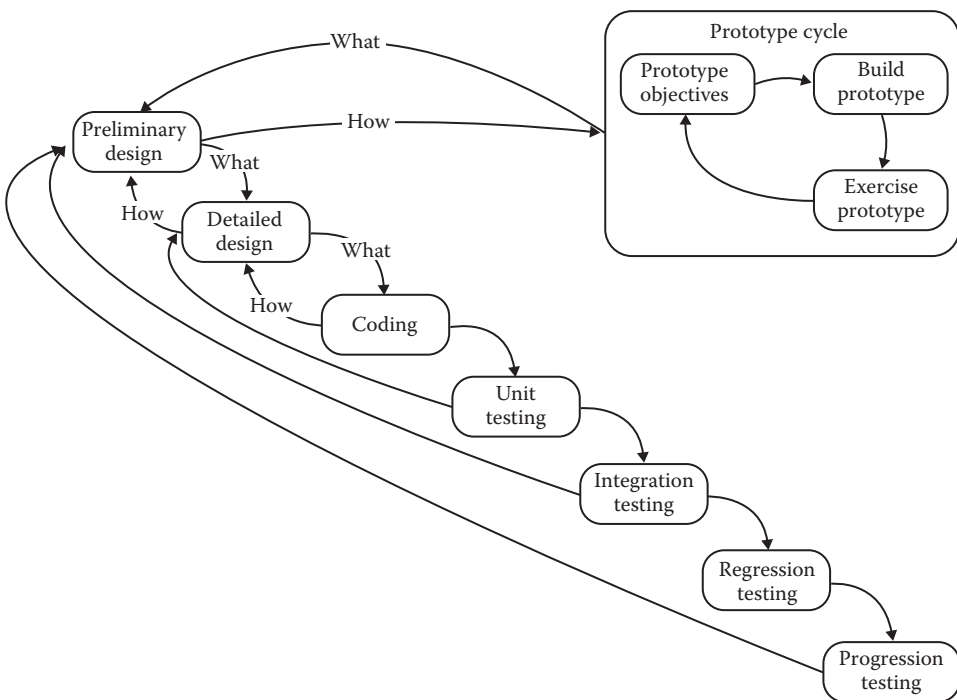 What
Prototype cycle
Prototype
objectives
Build
prototype
Exercise
prototype
How
Preliminary
design
What
How
Detailed
design
What
How
Coding
Unit
testing
Integration
testing
Regression
testing
Progression
testing